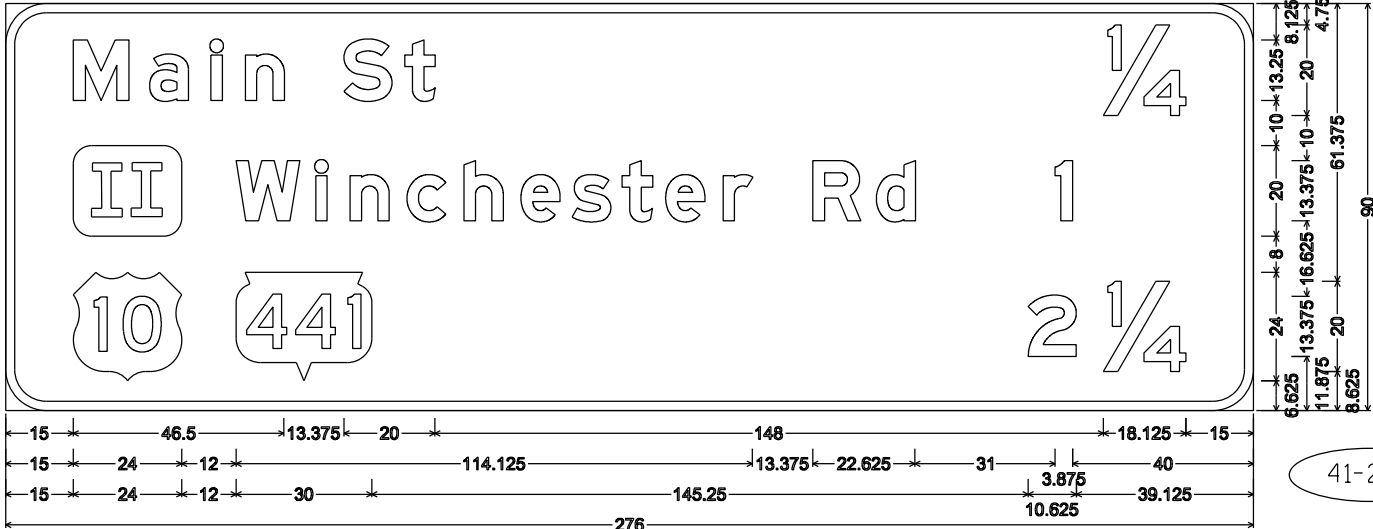 Main St 1/4
II Winchester Rd 1
10 441 2 1/4
8.125 13.25 10 20 8 24 6.625
20 10 13.375 16.625 13.375 11.875
4.75 61.375 20 8.625
90
15 46.5 13.375 20 148 18.125 15
15 24 12 114.125 13.375 22.625 31 3.875 40
15 24 12 30 145.25 10.625 39.125
276